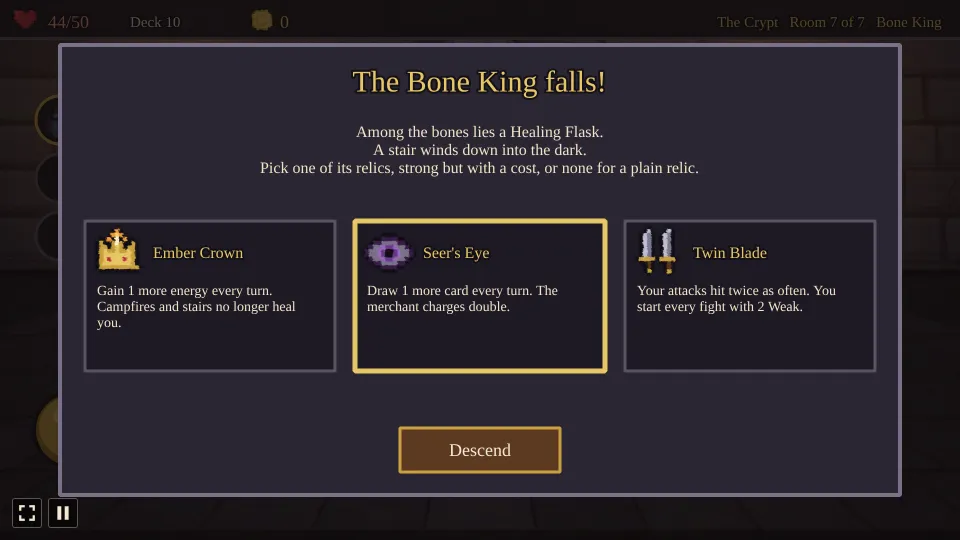 44/50 Deck 10 0 The Crypt Room 7 of 7 Bone King
The Bone King falls!
Among the bones lies a Healing Flask.
A stair winds down into the dark.
Pick one of its relics, strong but with a cost, or none for a plain relic.
Ember Crown
Gain 1 more energy every turn.
Campfires and stairs no longer heal
you.
Seer's Eye
Draw 1 more card every turn. The
merchant charges double.
Twin Blade
Your attacks hit twice as often. You
start every fight with 2 Weak.
Descend